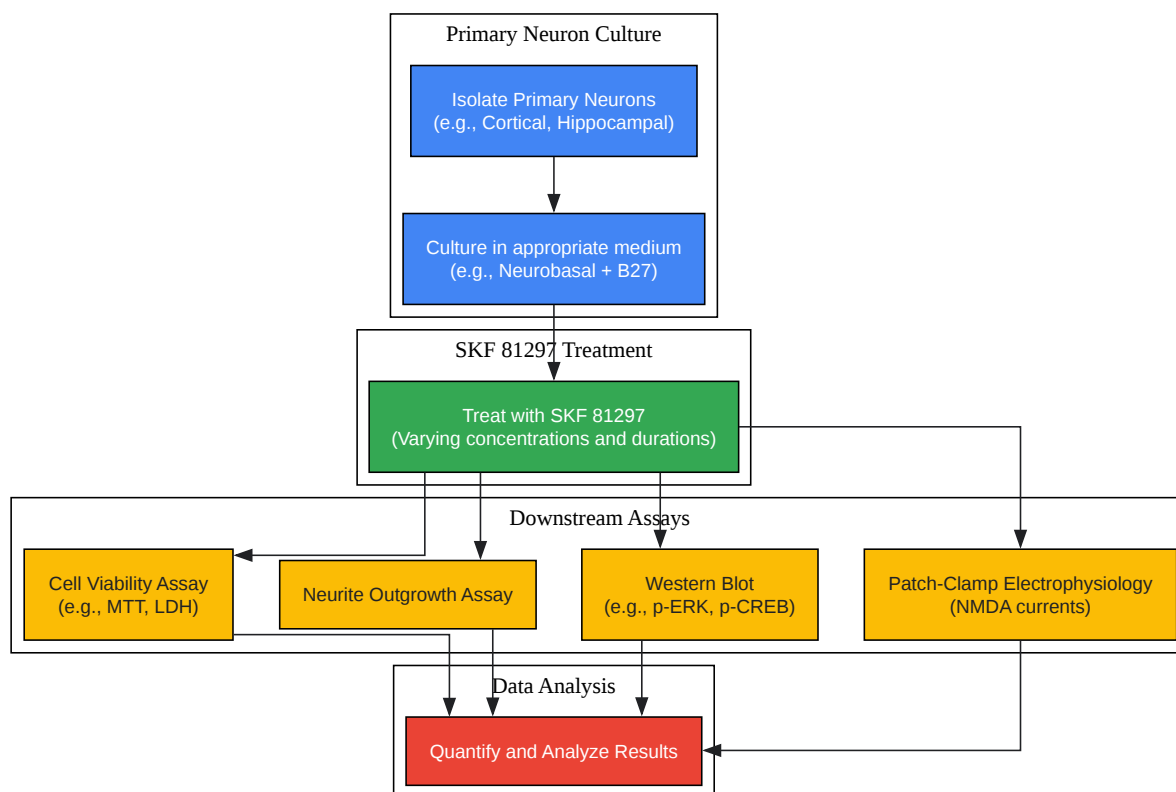 Primary Neuron Culture
Isolate Primary Neurons
(e.g., Cortical, Hippocampal)
Culture in appropriate medium
(e.g., Neurobasal + B27)
SKF 81297 Treatment
Treat with SKF 81297
(Varying concentrations and durations)
Downstream Assays
Cell Viability Assay
(e.g., MTT, LDH)
Neurite Outgrowth Assay
Western Blot
(e.g., p-ERK, p-CREB)
Patch-Clamp Electrophysiology
(NMDA currents)
Data Analysis
Quantify and Analyze Results